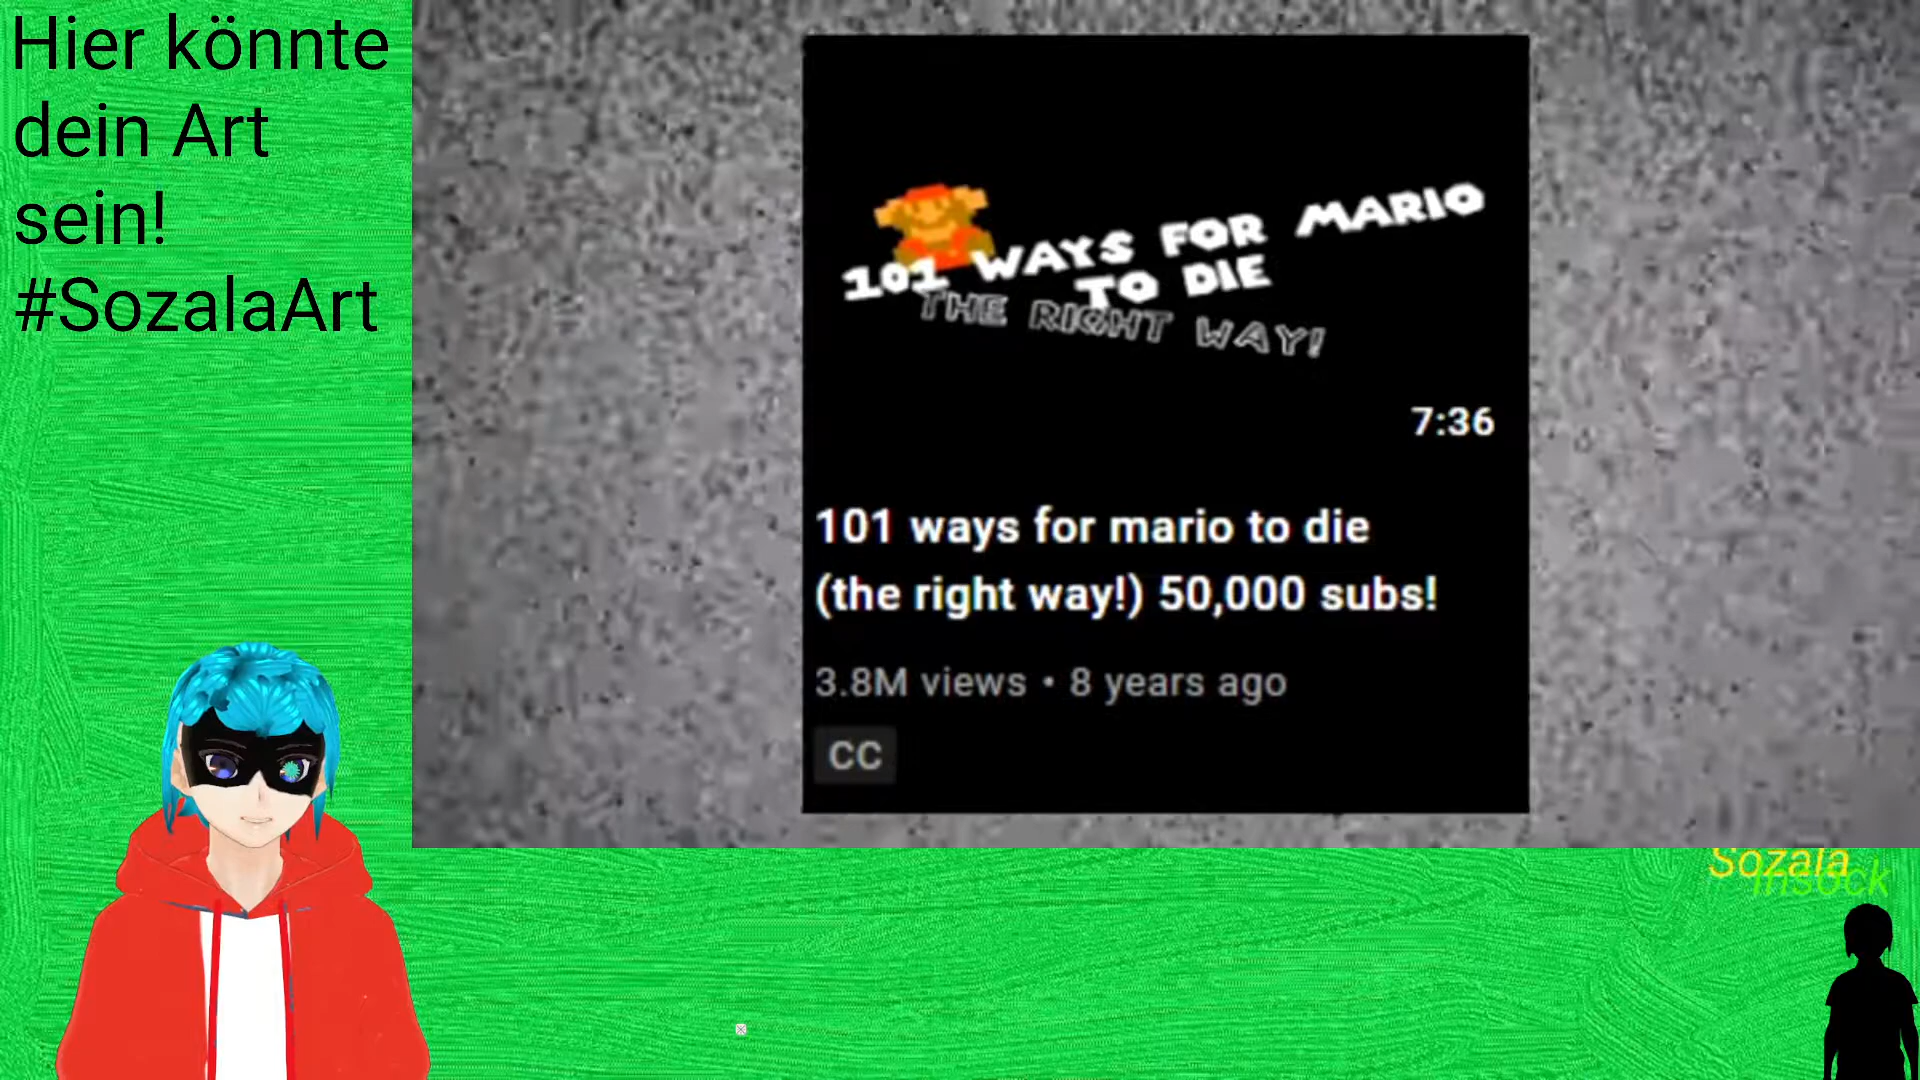 Hier könnte
dein Art
sein!
#SozalaArt
101 WAYS FOR MARIO
TO DIE
THE RIGHT WAY!
7:36
101 ways for mario to die
(the right way!) 50,000 subs!
3.8M views • 8 years ago
CC
Sozala